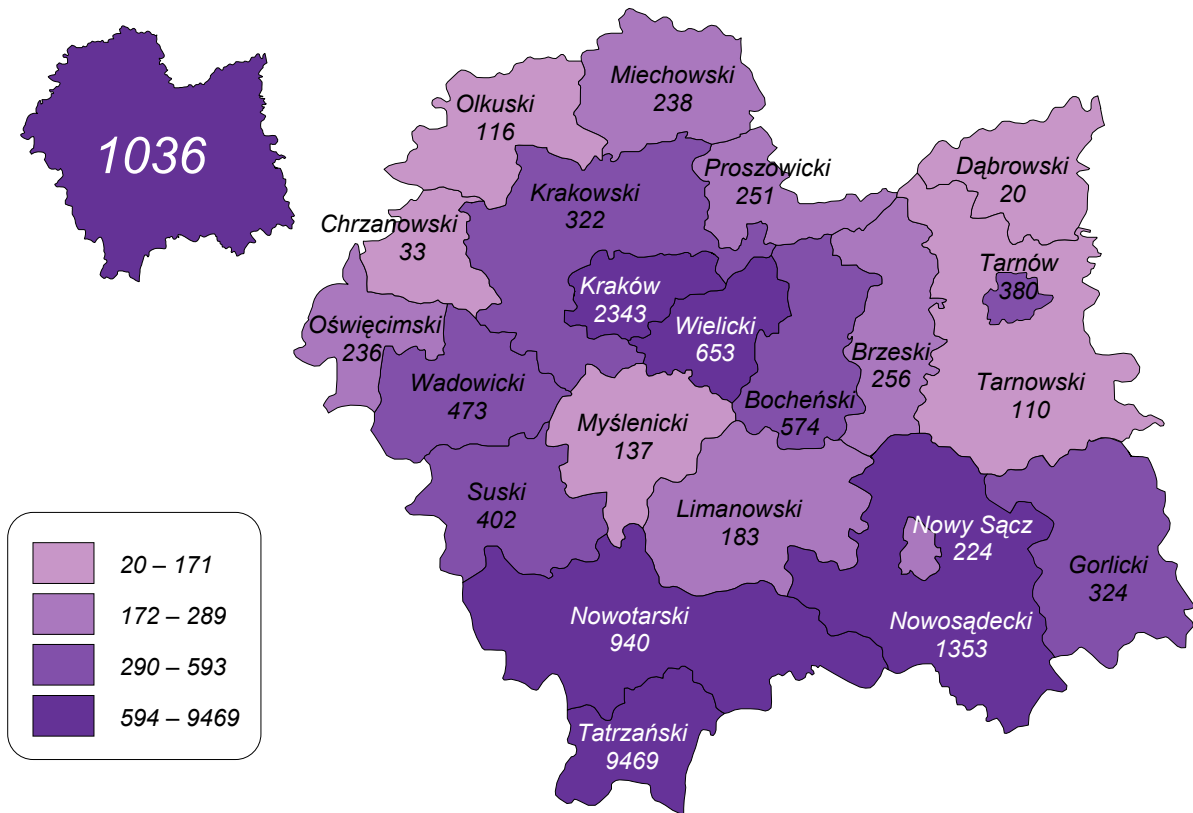 1036
Miechowski
238
Olkuski
116
Proszowicki
251
Dąbrowski
20
Krakowski
322
Chrzanowski
33
Tarnów
380
Kraków
2343
Wielicki
653
Oświęcimski
236
Brzeski
256
Wadowicki
473
Bocheński
574
Tarnowski
110
Myślenicki
137
Suski
402
Limanowski
183
Nowy Sącz
224
Gorlicki
324
Nowotarski
940
Nowosądecki
1353
Tatrzański
9469
20 – 171
172 – 289
290 – 593
594 – 9469